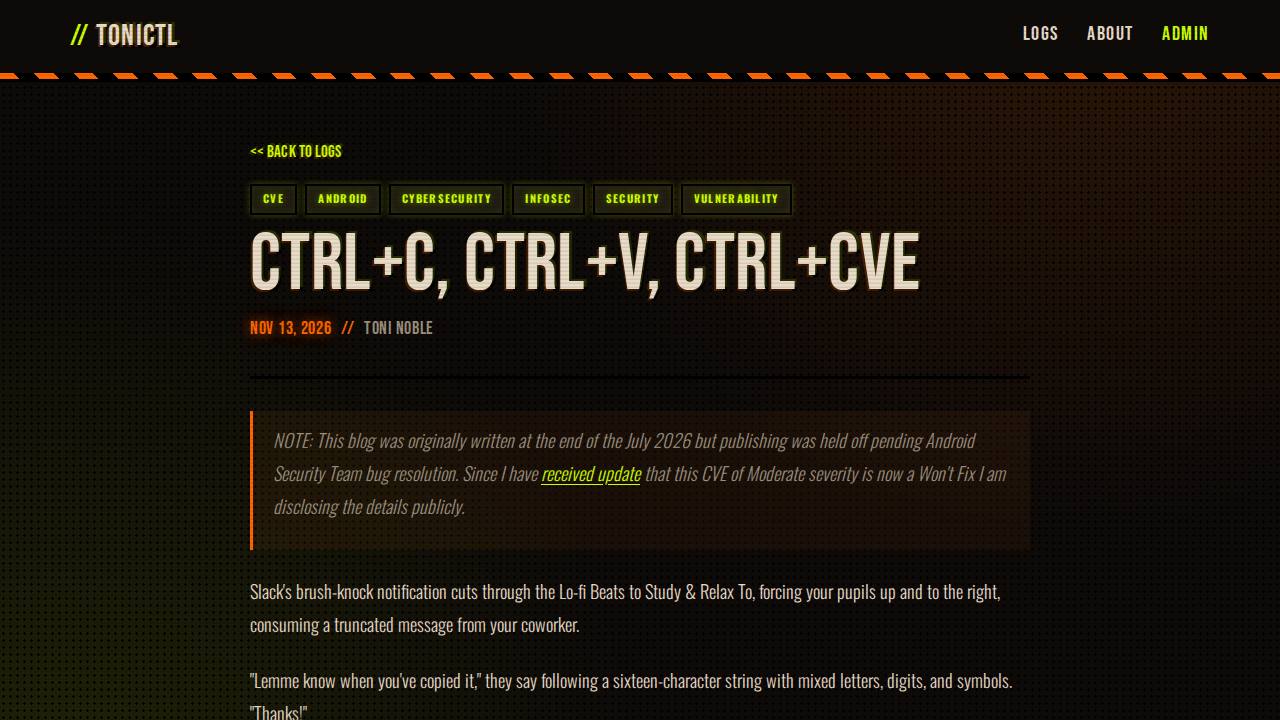 // TONICTL
LOGS ABOUT ADMIN
<< BACK TO LOGS
CVE ANDROID CYBERSECURITY INFOSEC SECURITY VULNERABILITY
CTRL+C, CTRL+V, CTRL+CVE
NOV 13, 2026 // TONI NOBLE
NOTE: This blog was originally written at the end of the July 2026 but publishing was held off pending Android
Security Team bug resolution. Since I have received update that this CVE of Moderate severity is now a Won't Fix I am
disclosing the details publicly.
Slack's brush-knock notification cuts through the Lo-fi Beats to Study & Relax To, forcing your pupils up and to the right,
consuming a truncated message from your coworker.
"Lemme know when you've copied it," they say following a sixteen-character string with mixed letters, digits, and symbols.
"Thanks!"